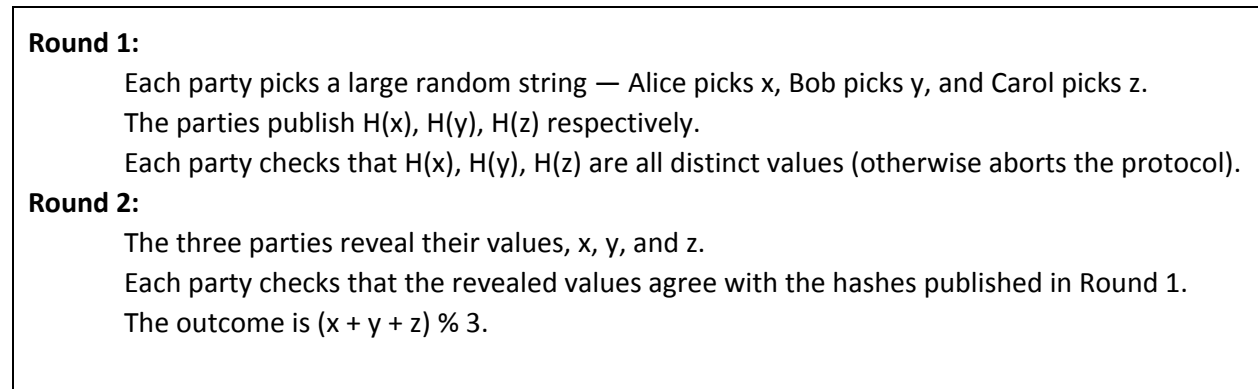 Round 1:
Each party picks a large random string — Alice picks x, Bob picks y, and Carol picks z.
The parties publish H(x), H(y), H(z) respectively.
Each party checks that H(x), H(y), H(z) are all distinct values (otherwise aborts the protocol).
Round 2:
The three parties reveal their values, x, y, and z.
Each party checks that the revealed values agree with the hashes published in Round 1.
The outcome is (x + y + z) % 3.